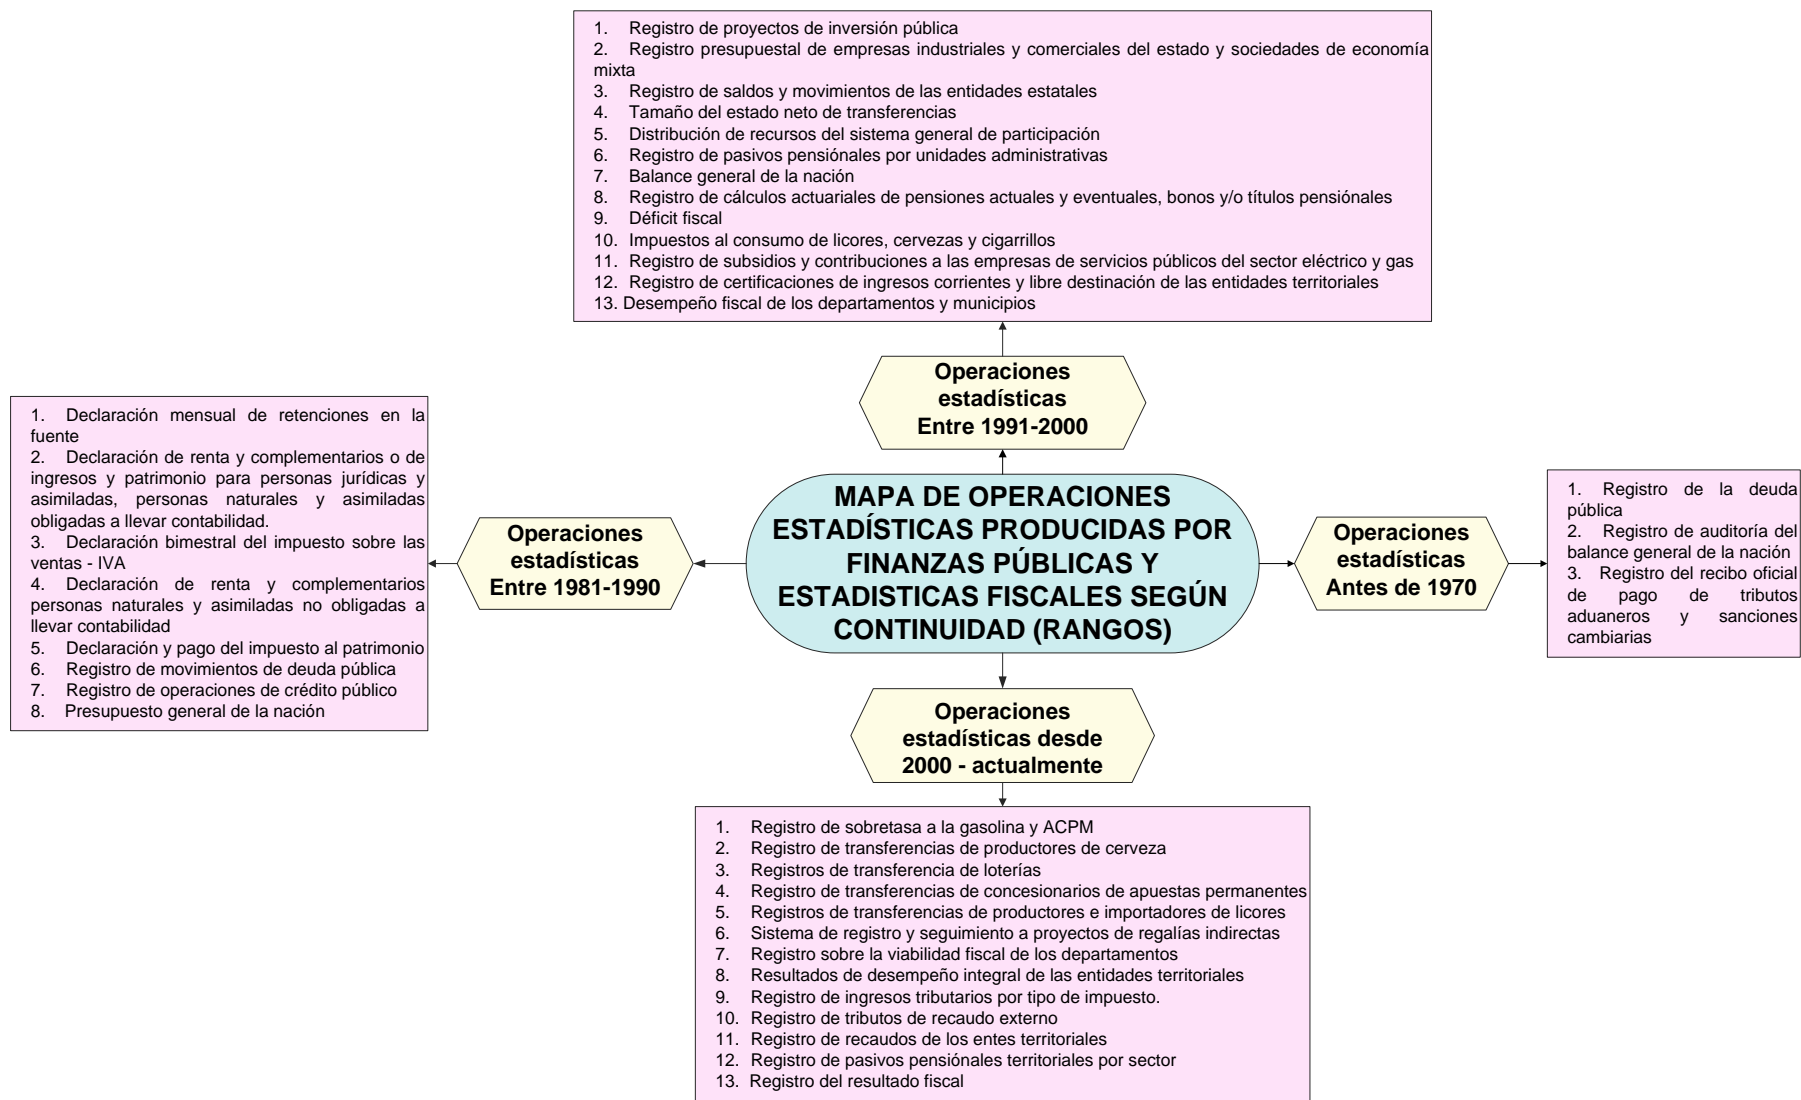 1. Registro de proyectos de inversión pública
2. Registro presupuestal de empresas industriales y comerciales del estado y sociedades de economía
mixta
3. Registro de saldos y movimientos de las entidades estatales
4. Tamaño del estado neto de transferencias
5. Distribución de recursos del sistema general de participación
6. Registro de pasivos pensiónales por unidades administrativas
7. Balance general de la nación
8. Registro de cálculos actuariales de pensiones actuales y eventuales, bonos y/o títulos pensiónales
9. Déficit fiscal
10. Impuestos al consumo de licores, cervezas y cigarrillos
11. Registro de subsidios y contribuciones a las empresas de servicios públicos del sector eléctrico y gas
12. Registro de certificaciones de ingresos corrientes y libre destinación de las entidades territoriales
13. Desempeño fiscal de los departamentos y municipios
Operaciones
estadísticas
Entre 1991-2000
1. Declaración mensual de retenciones en la
fuente
2. Declaración de renta y complementarios o de
ingresos y patrimonio para personas jurídicas y
asimiladas, personas naturales y asimiladas
obligadas a llevar contabilidad.
3. Declaración bimestral del impuesto sobre las
ventas - IVA
4. Declaración de renta y complementarios
personas naturales y asimiladas no obligadas a
llevar contabilidad
5. Declaración y pago del impuesto al patrimonio
6. Registro de movimientos de deuda pública
7. Registro de operaciones de crédito público
8. Presupuesto general de la nación
Operaciones
estadísticas
Entre 1981-1990
MAPA DE OPERACIONES
ESTADÍSTICAS PRODUCIDAS POR
FINANZAS PÚBLICAS Y
ESTADISTICAS FISCALES SEGÚN
CONTINUIDAD (RANGOS)
Operaciones
estadísticas
Antes de 1970
1. Registro de la deuda
pública
2. Registro de auditoría del
balance general de la nación
3. Registro del recibo oficial
de pago de tributos
aduaneros y sanciones
cambiarias
Operaciones
estadísticas desde
2000 - actualmente
1. Registro de sobretasa a la gasolina y ACPM
2. Registro de transferencias de productores de cerveza
3. Registros de transferencia de loterías
4. Registro de transferencias de concesionarios de apuestas permanentes
5. Registros de transferencias de productores e importadores de licores
6. Sistema de registro y seguimiento a proyectos de regalías indirectas
7. Registro sobre la viabilidad fiscal de los departamentos
8. Resultados de desempeño integral de las entidades territoriales
9. Registro de ingresos tributarios por tipo de impuesto.
10. Registro de tributos de recaudo externo
11. Registro de recaudos de los entes territoriales
12. Registro de pasivos pensiónales territoriales por sector
13. Registro del resultado fiscal